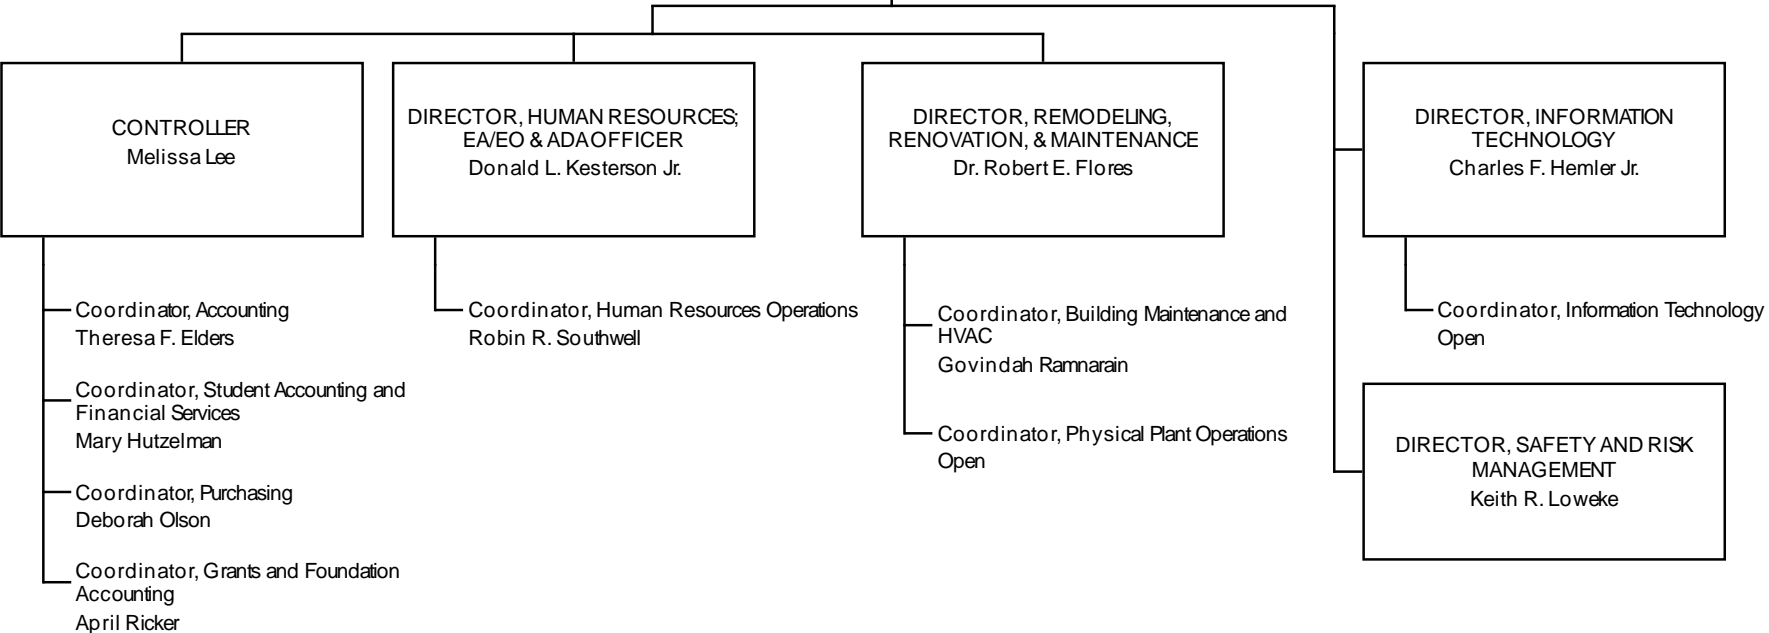 CONTROLLER
Melissa Lee
DIRECTOR, HUMAN RESOURCES;
EA/EO & ADA OFFICER
Donald L. Kesterson Jr.
DIRECTOR, REMODELING,
RENOVATION, & MAINTENANCE
Dr. Robert E. Flores
DIRECTOR, INFORMATION
TECHNOLOGY
Charles F. Hemler Jr.
Coordinator, Accounting
Theresa F. Elders
Coordinator, Student Accounting and
Financial Services
Mary Hutzelman
Coordinator, Purchasing
Deborah Olson
Coordinator, Grants and Foundation
Accounting
April Ricker
Coordinator, Human Resources Operations
Robin R. Southwell
Coordinator, Building Maintenance and
HVAC
Govindah Ramnarain
Coordinator, Physical Plant Operations
Open
Coordinator, Information Technology
Open
DIRECTOR, SAFETY AND RISK
MANAGEMENT
Keith R. Loweke